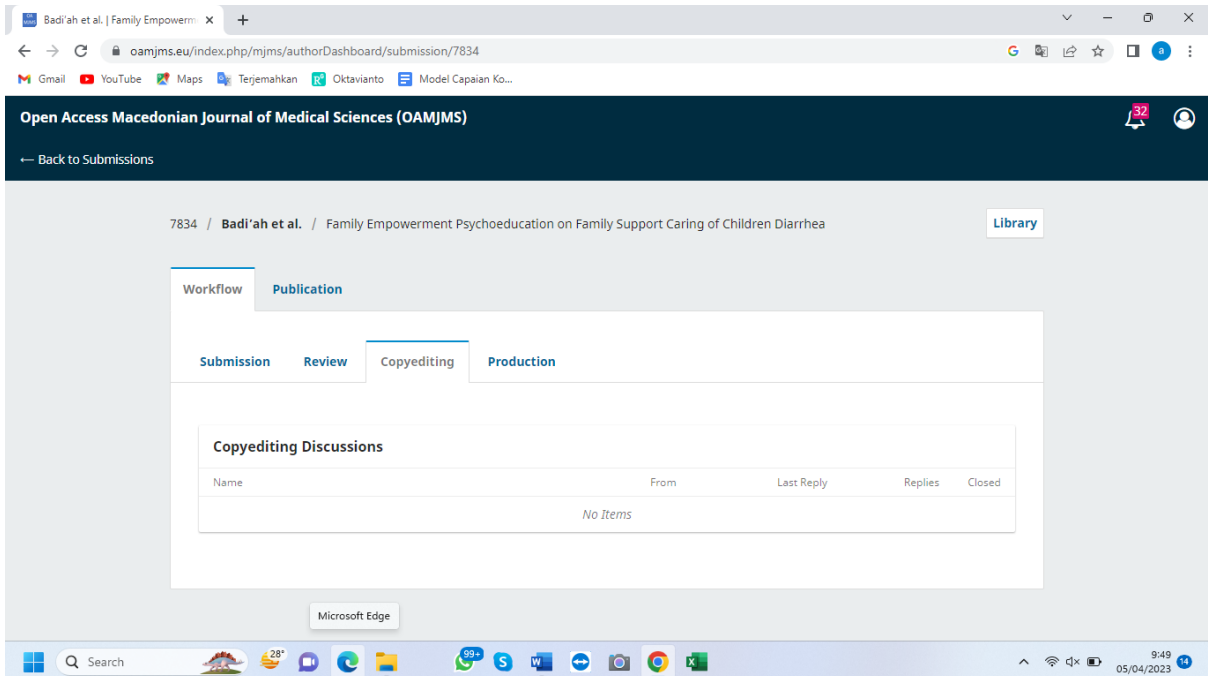 Badi'ah et al. | Family Empowerm
oamjms.eu/index.php/mjms/authorDashboard/submission/7834
a
Gmail YouTube Maps Terjemahkan Oktavianto Model Capaian Ko...
Open Access Macedonian Journal of Medical Sciences (OAMJMS)
32
← Back to Submissions
7834 / Badi'ah et al. / Family Empowerment Psychoeducation on Family Support Caring of Children Diarrhea
Library
Workflow Publication
Submission Review Copyediting Production
Copyediting Discussions
Name From Last Reply Replies Closed
No Items
Microsoft Edge
Search 28° 99+ 9:49
05/04/2023 14